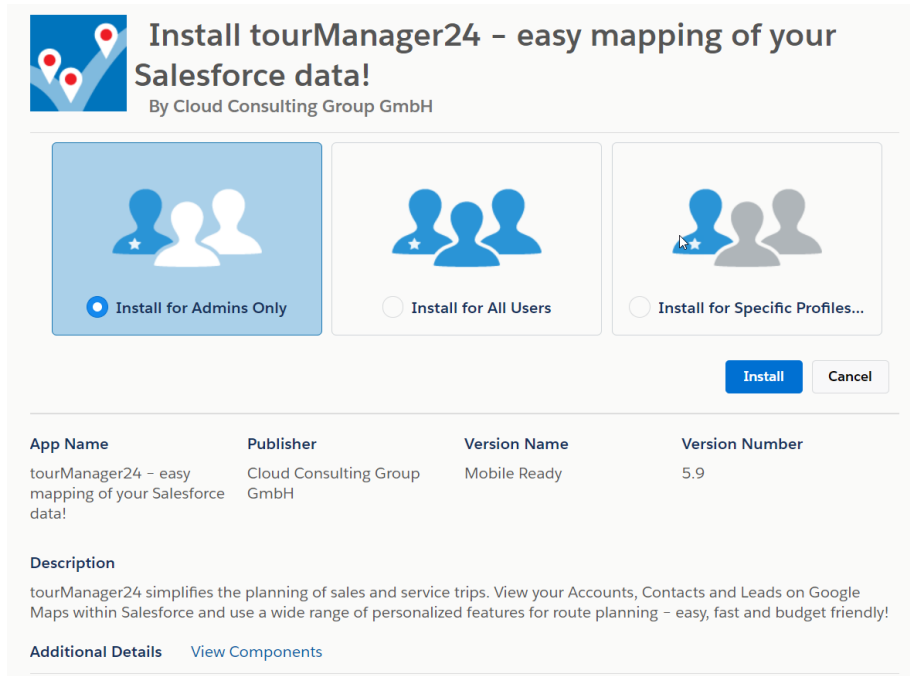 Install tourManager24 – easy mapping of your
Salesforce data!
By Cloud Consulting Group GmbH
Install for Admins Only
Install for All Users
Install for Specific Profiles...
Install
Cancel
App Name
Publisher
Version Name
Version Number
tourManager24 – easy
mapping of your Salesforce
data!
Cloud Consulting Group
GmbH
Mobile Ready
5.9
Description
tourManager24 simplifies the planning of sales and service trips. View your Accounts, Contacts and Leads on Google
Maps within Salesforce and use a wide range of personalized features for route planning – easy, fast and budget friendly!
Additional Details
View Components